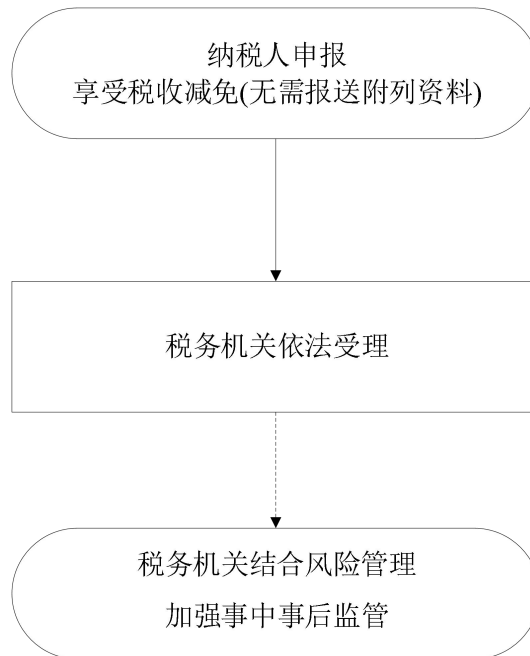 纳税人申报
享受税收减免(无需报送附列资料)
税务机关依法受理
税务机关结合风险管理
加强事中事后监管